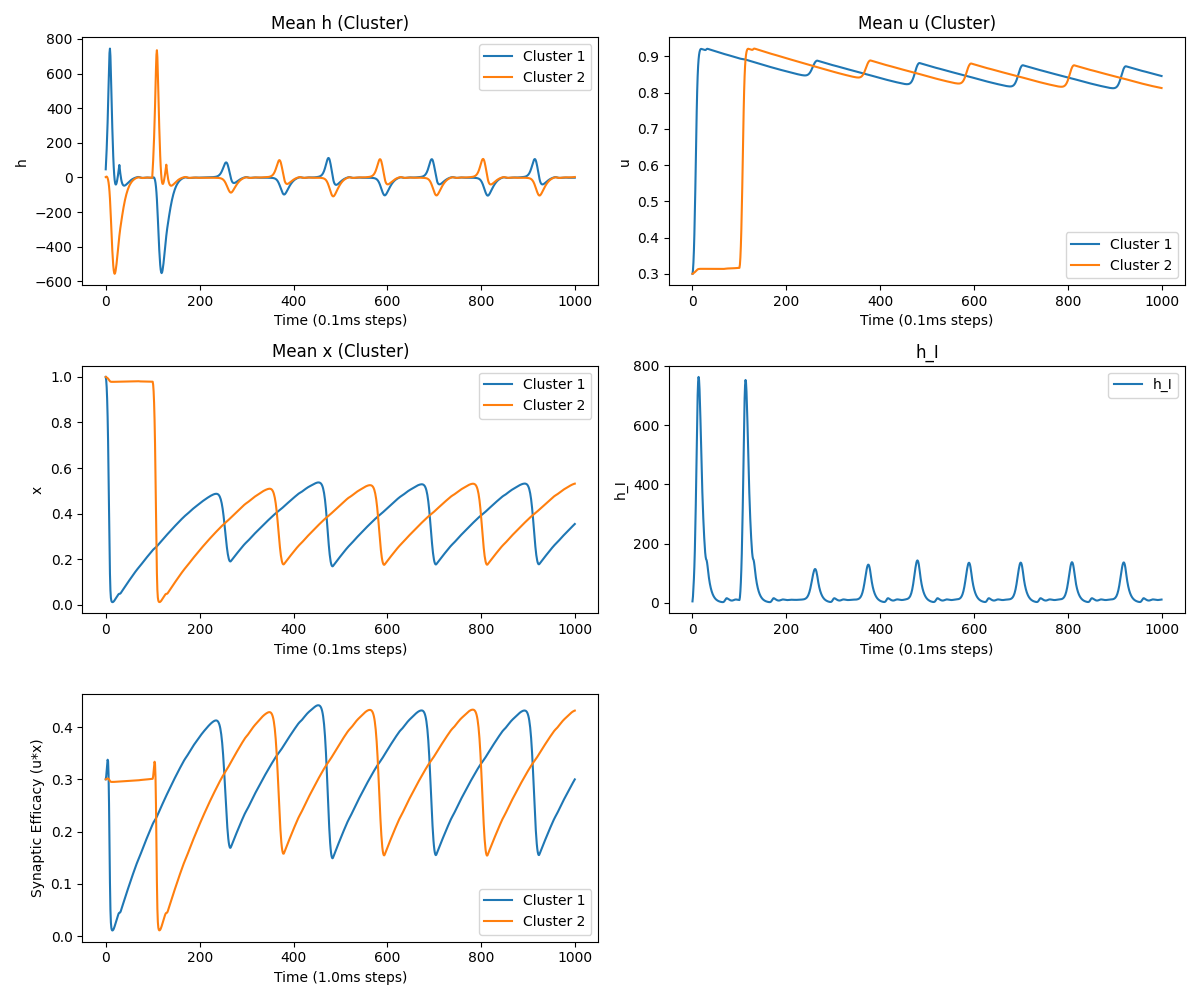 Mean h (Cluster)
h
800
600
400
200
0
−200
−400
−600
Cluster 1
Cluster 2
0 200 400 600 800 1000
Time (0.1ms steps)
Mean u (Cluster)
u
0.9
0.8
0.7
0.6
0.5
0.4
0.3
Cluster 1
Cluster 2
0 200 400 600 800 1000
Time (0.1ms steps)
Mean x (Cluster)
x
1.0
0.8
0.6
0.4
0.2
0.0
Cluster 1
Cluster 2
0 200 400 600 800 1000
Time (0.1ms steps)
h_I
h_I
800
600
400
200
0
h_I
0 200 400 600 800 1000
Time (0.1ms steps)
Synaptic Efficacy (u*x)
0.4
0.3
0.2
0.1
0.0
Cluster 1
Cluster 2
0 200 400 600 800 1000
Time (1.0ms steps)